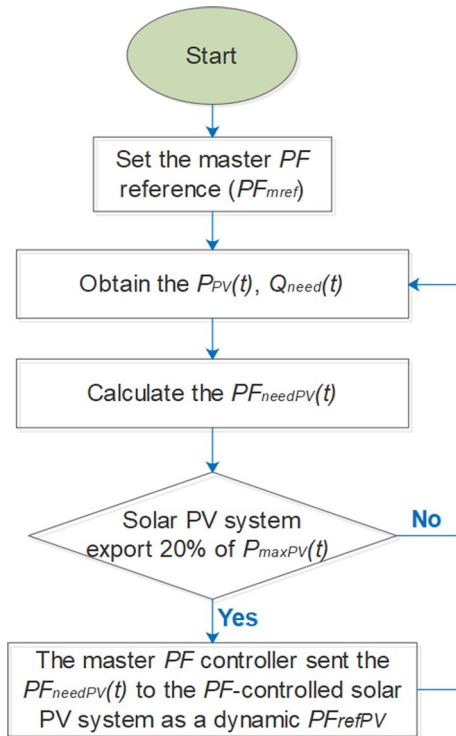 Start
Set the master PF
reference (PFmref)
Obtain the PPV(t), Qneed(t)
Calculate the PFneedPV(t)
Solar PV system
export 20% of PmaxPV(t)
No
Yes
The master PF controller sent the
PFneedPV(t) to the PF-controlled solar
PV system as a dynamic PFrefPV